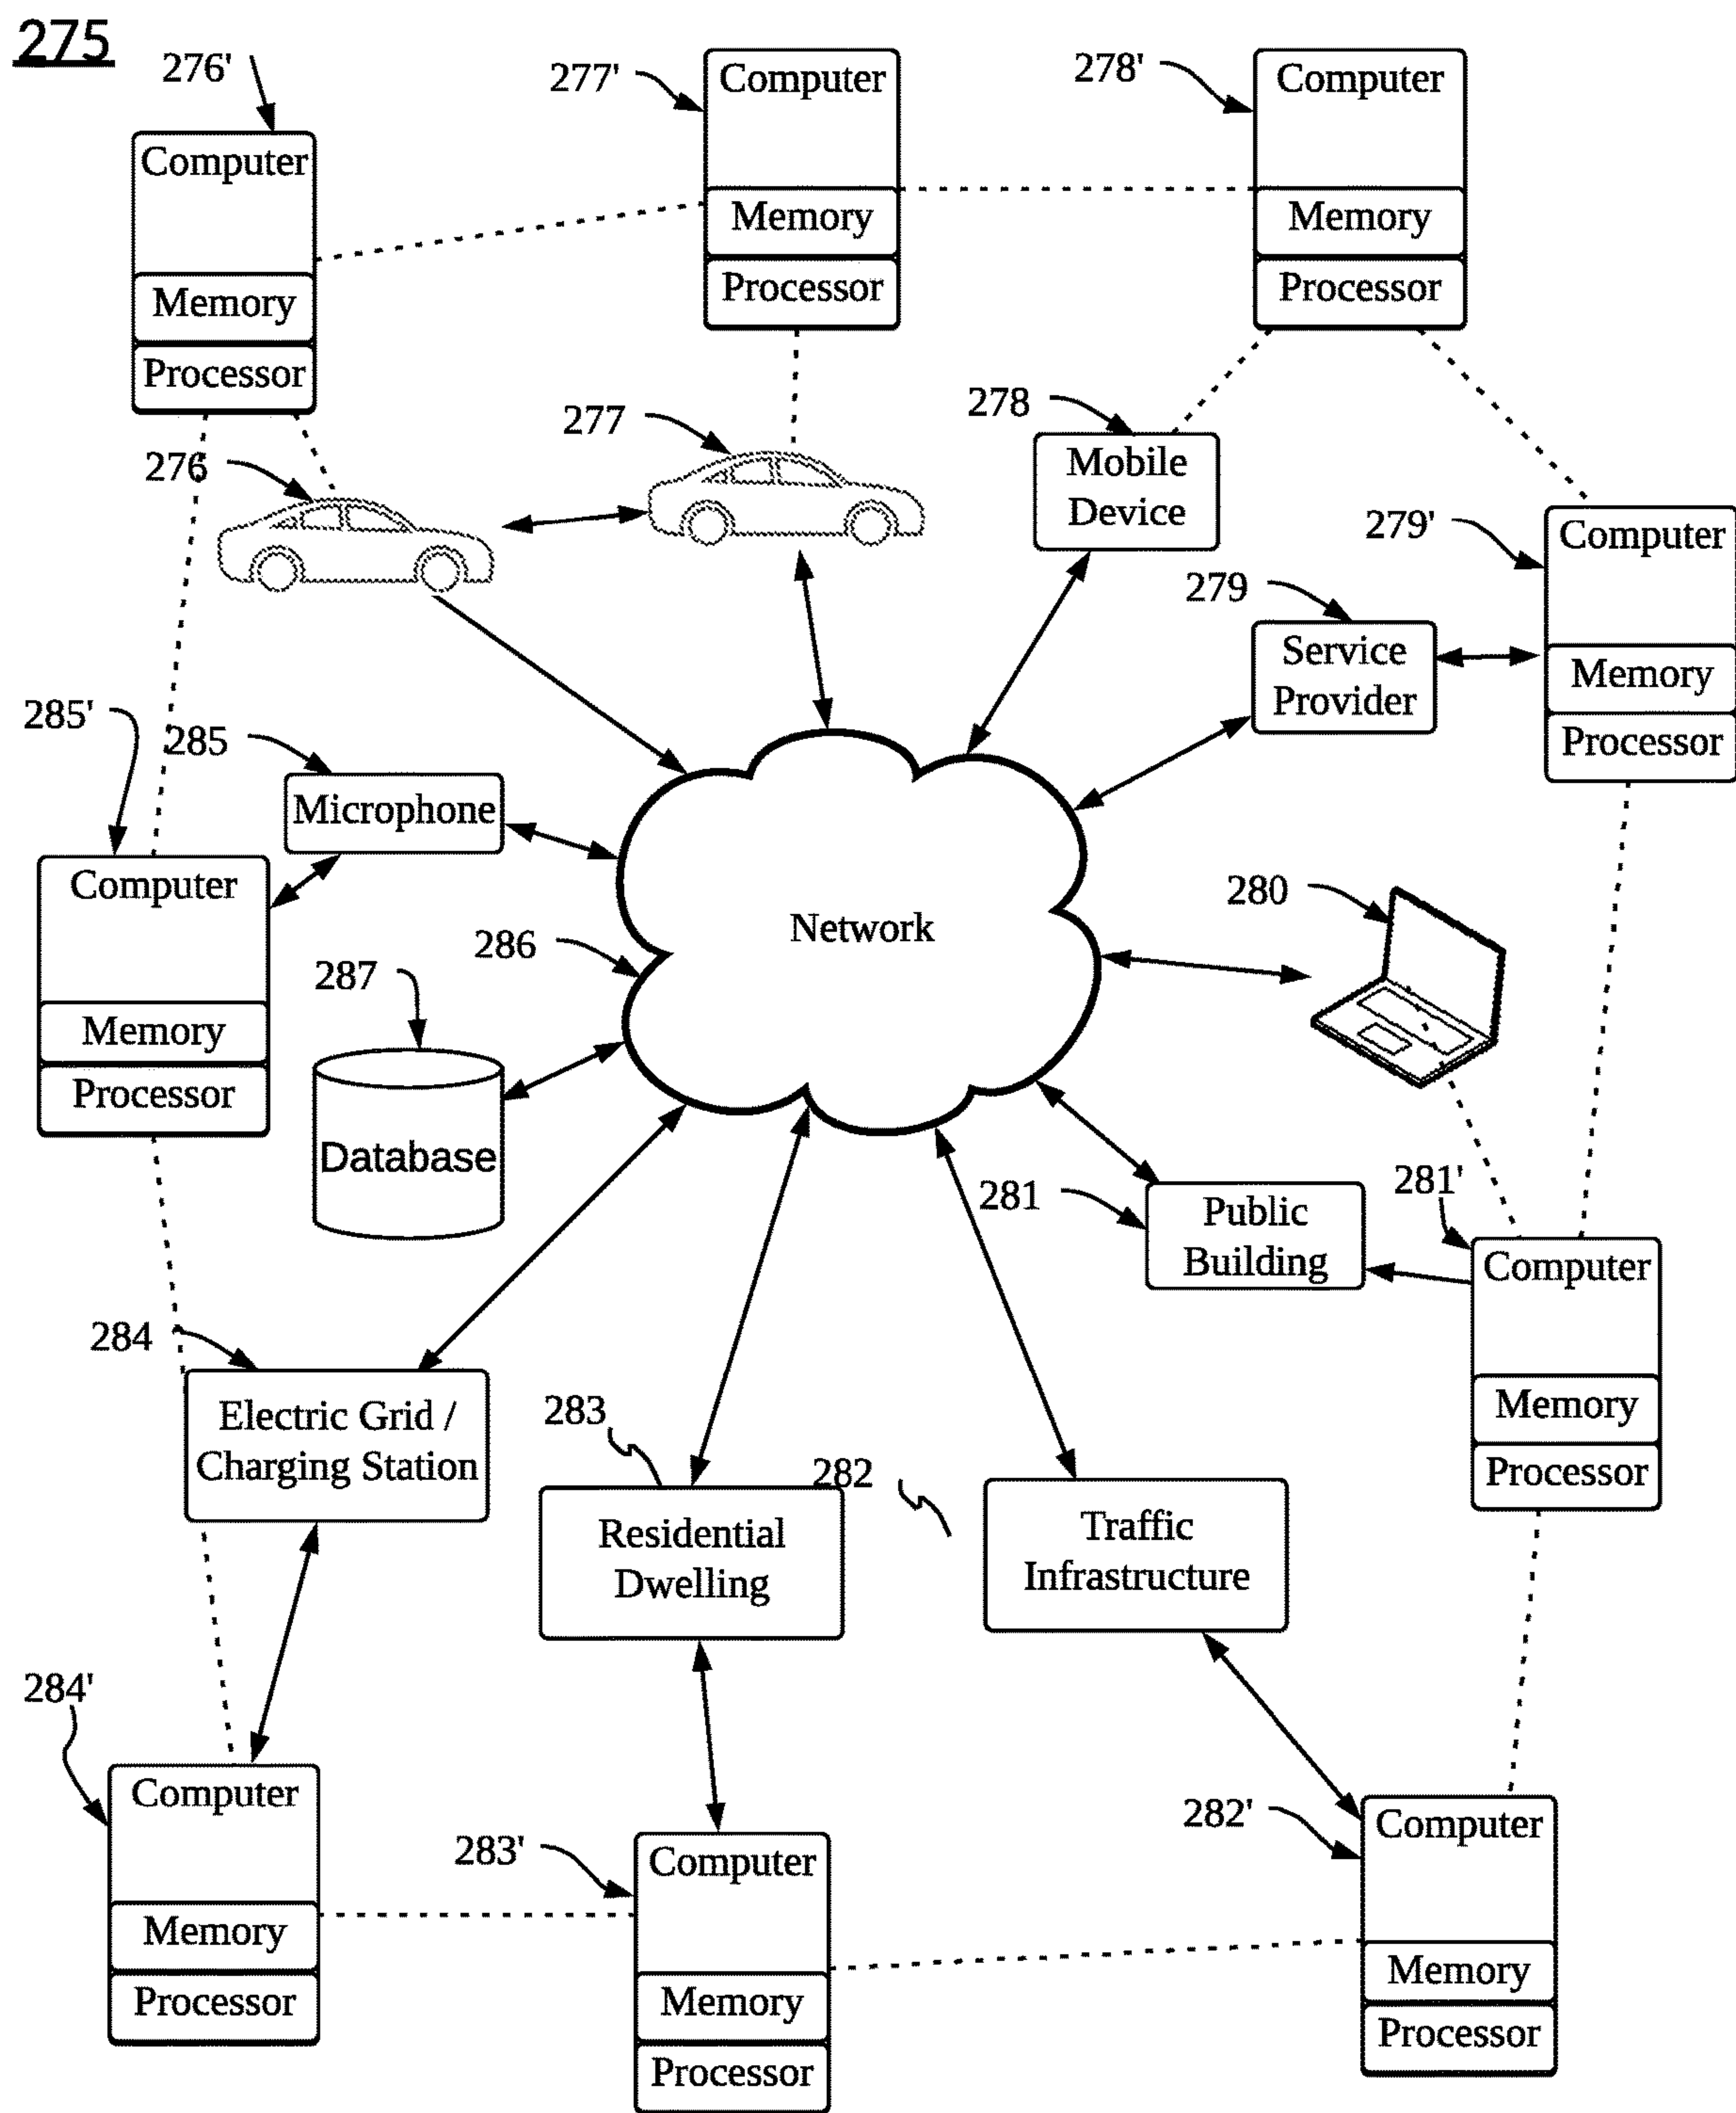 275
276'
Computer
Memory
Processor
277'
Computer
Memory
Processor
278'
Computer
Memory
Processor
276
277
278
Mobile
Device
279'
Computer
Memory
Processor
279
Service
Provider
285'
285
Microphone
Computer
Memory
Processor
286
Network
280
287
Database
281
Public
Building
281'
Computer
Memory
Processor
284
Electric Grid /
Charging Station
283
Residential
Dwelling
282
Traffic
Infrastructure
284'
Computer
Memory
Processor
283'
Computer
Memory
Processor
282'
Computer
Memory
Processor